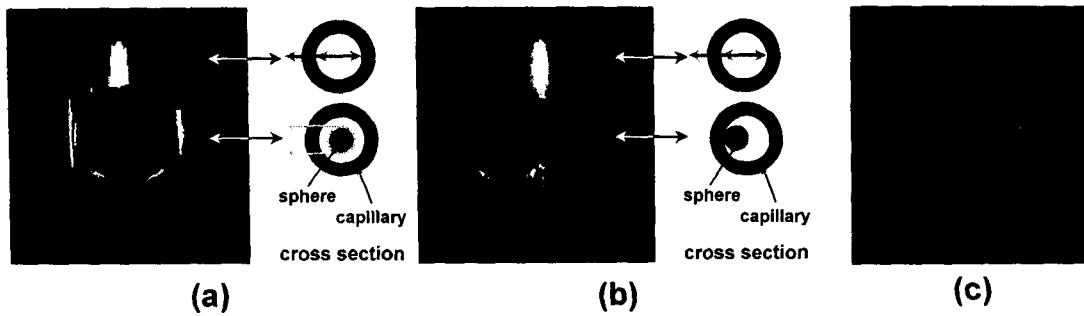 sphere
capillary
cross section
sphere
capillary
cross section
(a)
(b)
(c)